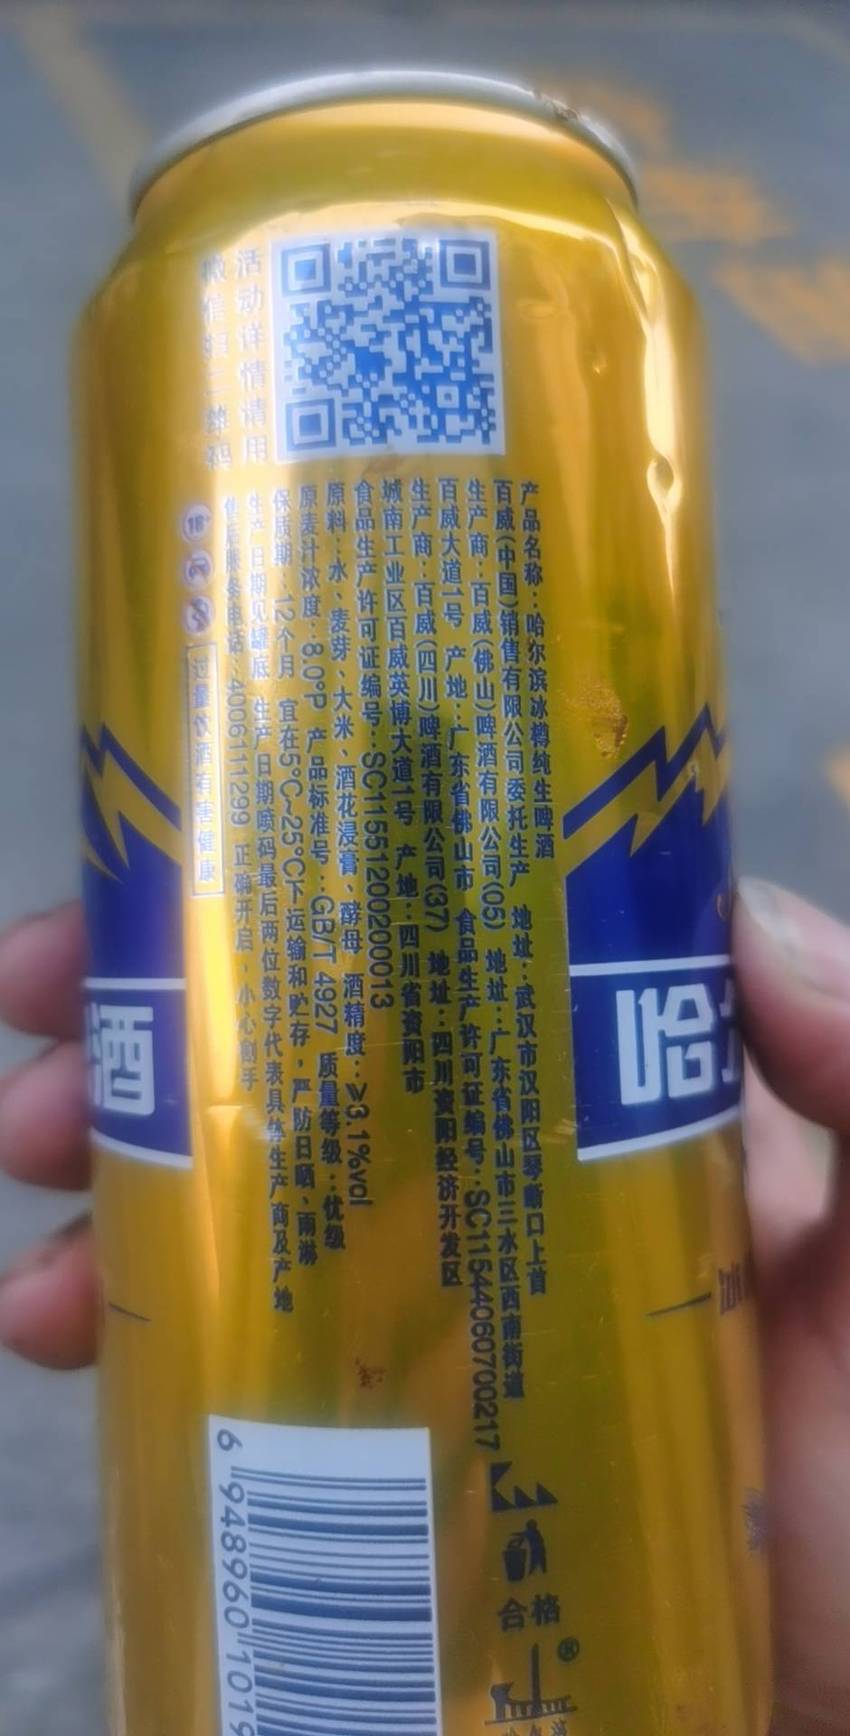 活动详情请用
微信扫二维码
产品名称：哈尔滨冰樽纯生啤酒
百威(中国)销售有限公司委托生产 地址：武汉市汉阳区琴断口上首
生产商：百威(佛山)啤酒有限公司(05) 地址：广东省佛山市三水区西南街道
百威大道1号 产地：广东省佛山市 食品生产许可证编号：SC11544060700217
生产商：百威(四川)啤酒有限公司(37) 地址：四川资阳经济开发区
城南工业区百威英博大道1号 产地：四川省资阳市
食品生产许可证编号：SC11551200200013
原料：水、麦芽、大米、酒花浸膏、酵母 酒精度：≥3.1%vol
原麦汁浓度：8.0°P 产品标准号：GB/T 4927 质量等级：优级
保质期：12个月 宜在5°C~25°C下运输和贮存，严防日晒、雨淋
生产日期见罐底 生产日期喷码最后两位数字代表具体生产商及产地
售后服务电话：4006111299 正确开启，小心割手
18+
过量饮酒有害健康
酒
哈
合格
®
6 948960 1019